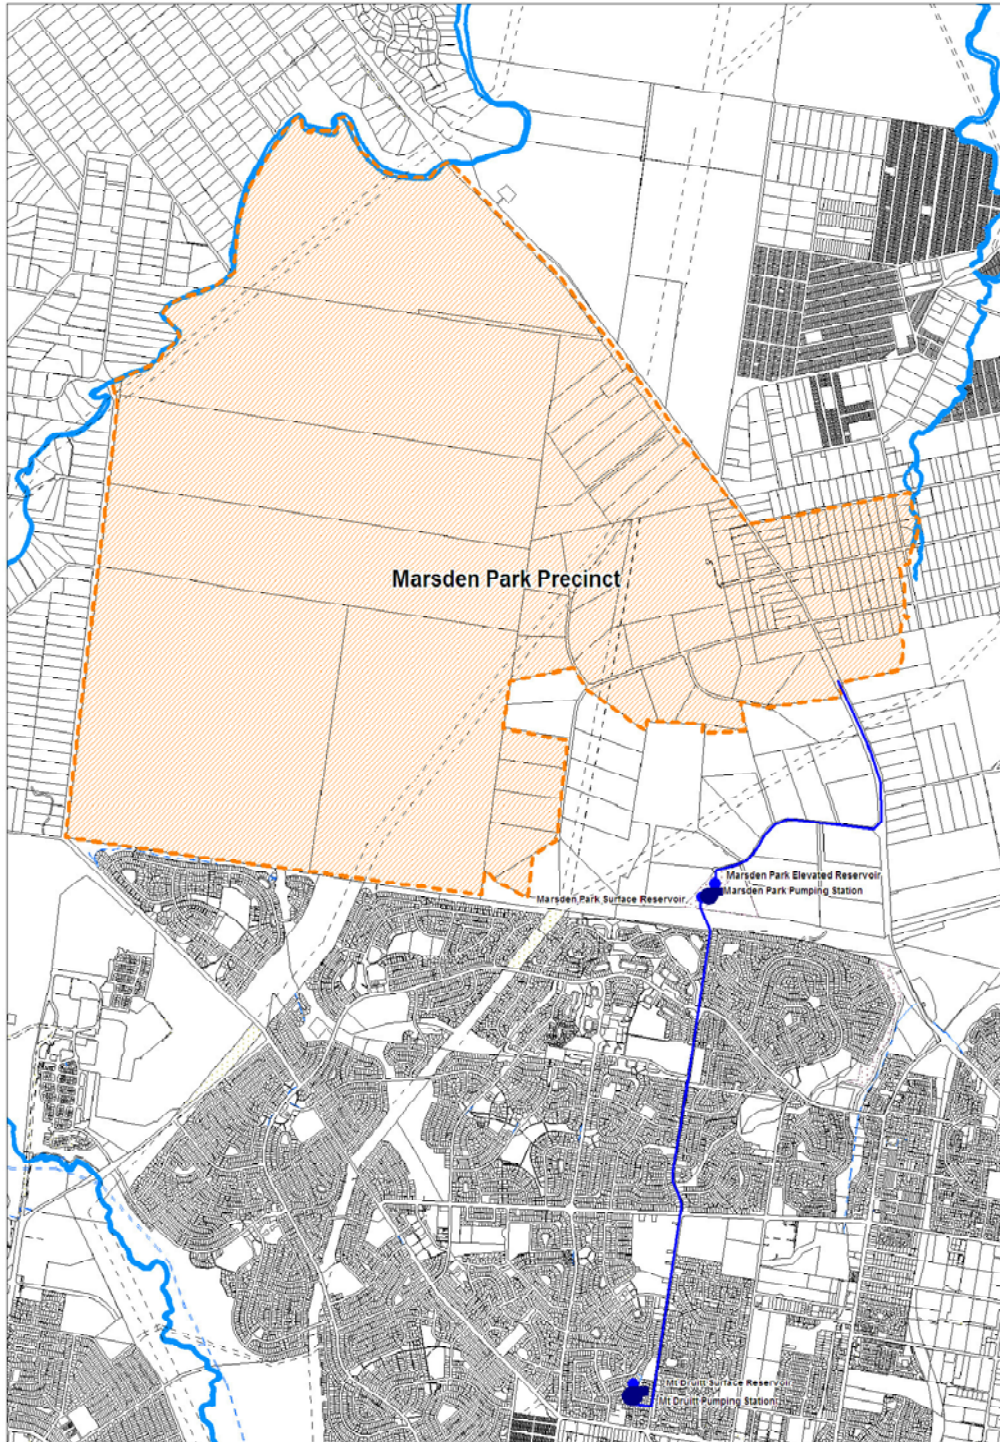 Marsden Park Precinct
Marsden Park Elevated Reservoir
Marsden Park Pumping Station
Marsden Park Surface Reservoir
Mt Druitt Surface Reservoir
Mt Druitt Pumping Station